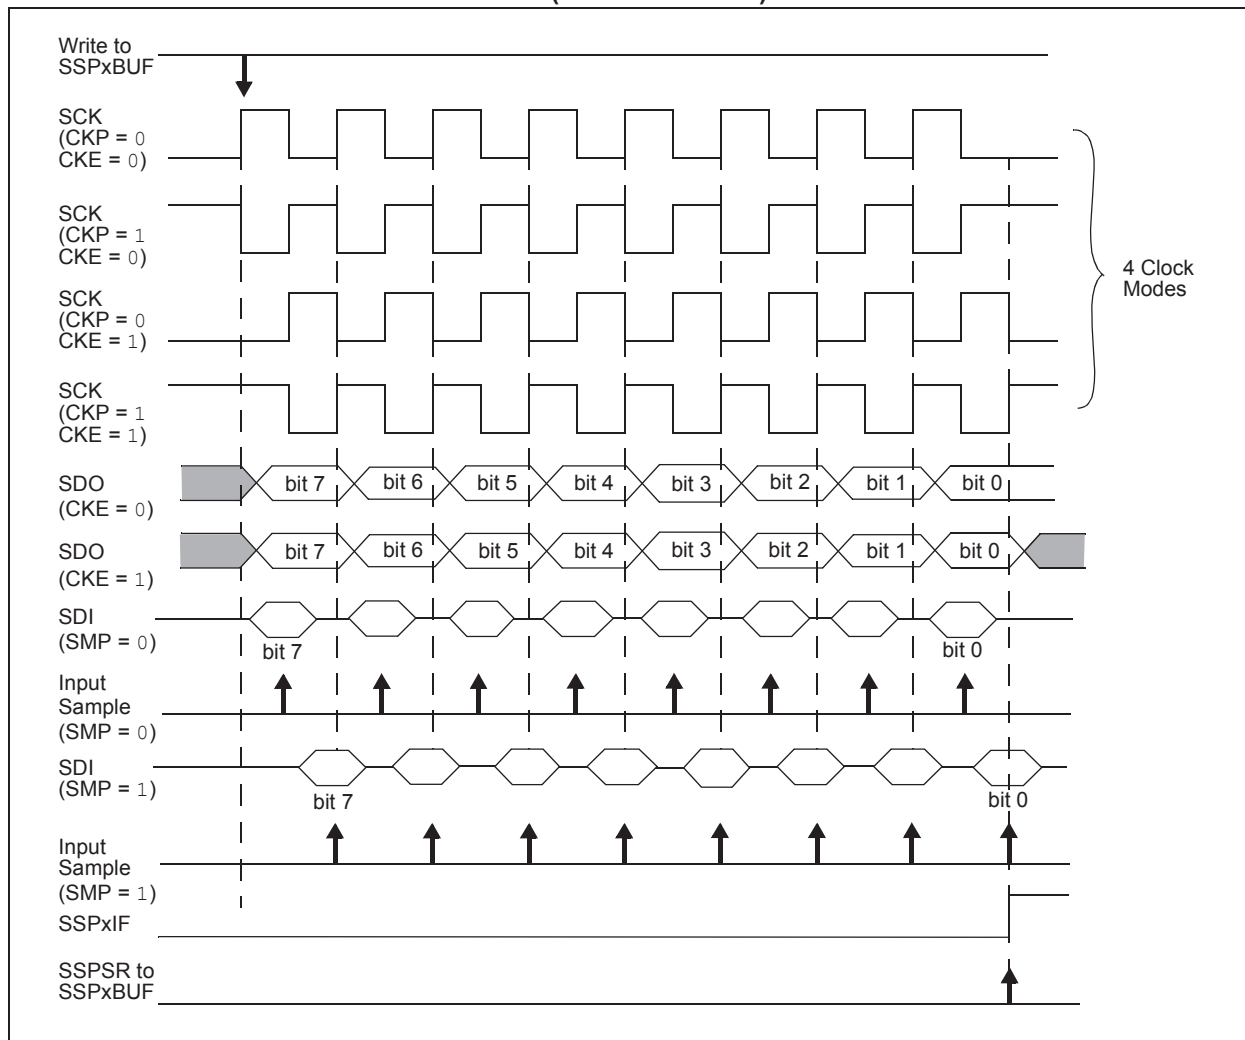 Write to
SSPxBUF
SCK
(CKP = 0
CKE = 0)
SCK
(CKP = 1
CKE = 0)
SCK
(CKP = 0
CKE = 1)
SCK
(CKP = 1
CKE = 1)
4 Clock
Modes
SDO
(CKE = 0)
bit 7 bit 6 bit 5 bit 4 bit 3 bit 2 bit 1 bit 0
SDO
(CKE = 1)
bit 7 bit 6 bit 5 bit 4 bit 3 bit 2 bit 1 bit 0
SDI
(SMP = 0)
bit 7 bit 0
Input
Sample
(SMP = 0)
SDI
(SMP = 1)
bit 7 bit 0
Input
Sample
(SMP = 1)
SSPxIF
SSPSR to
SSPxBUF